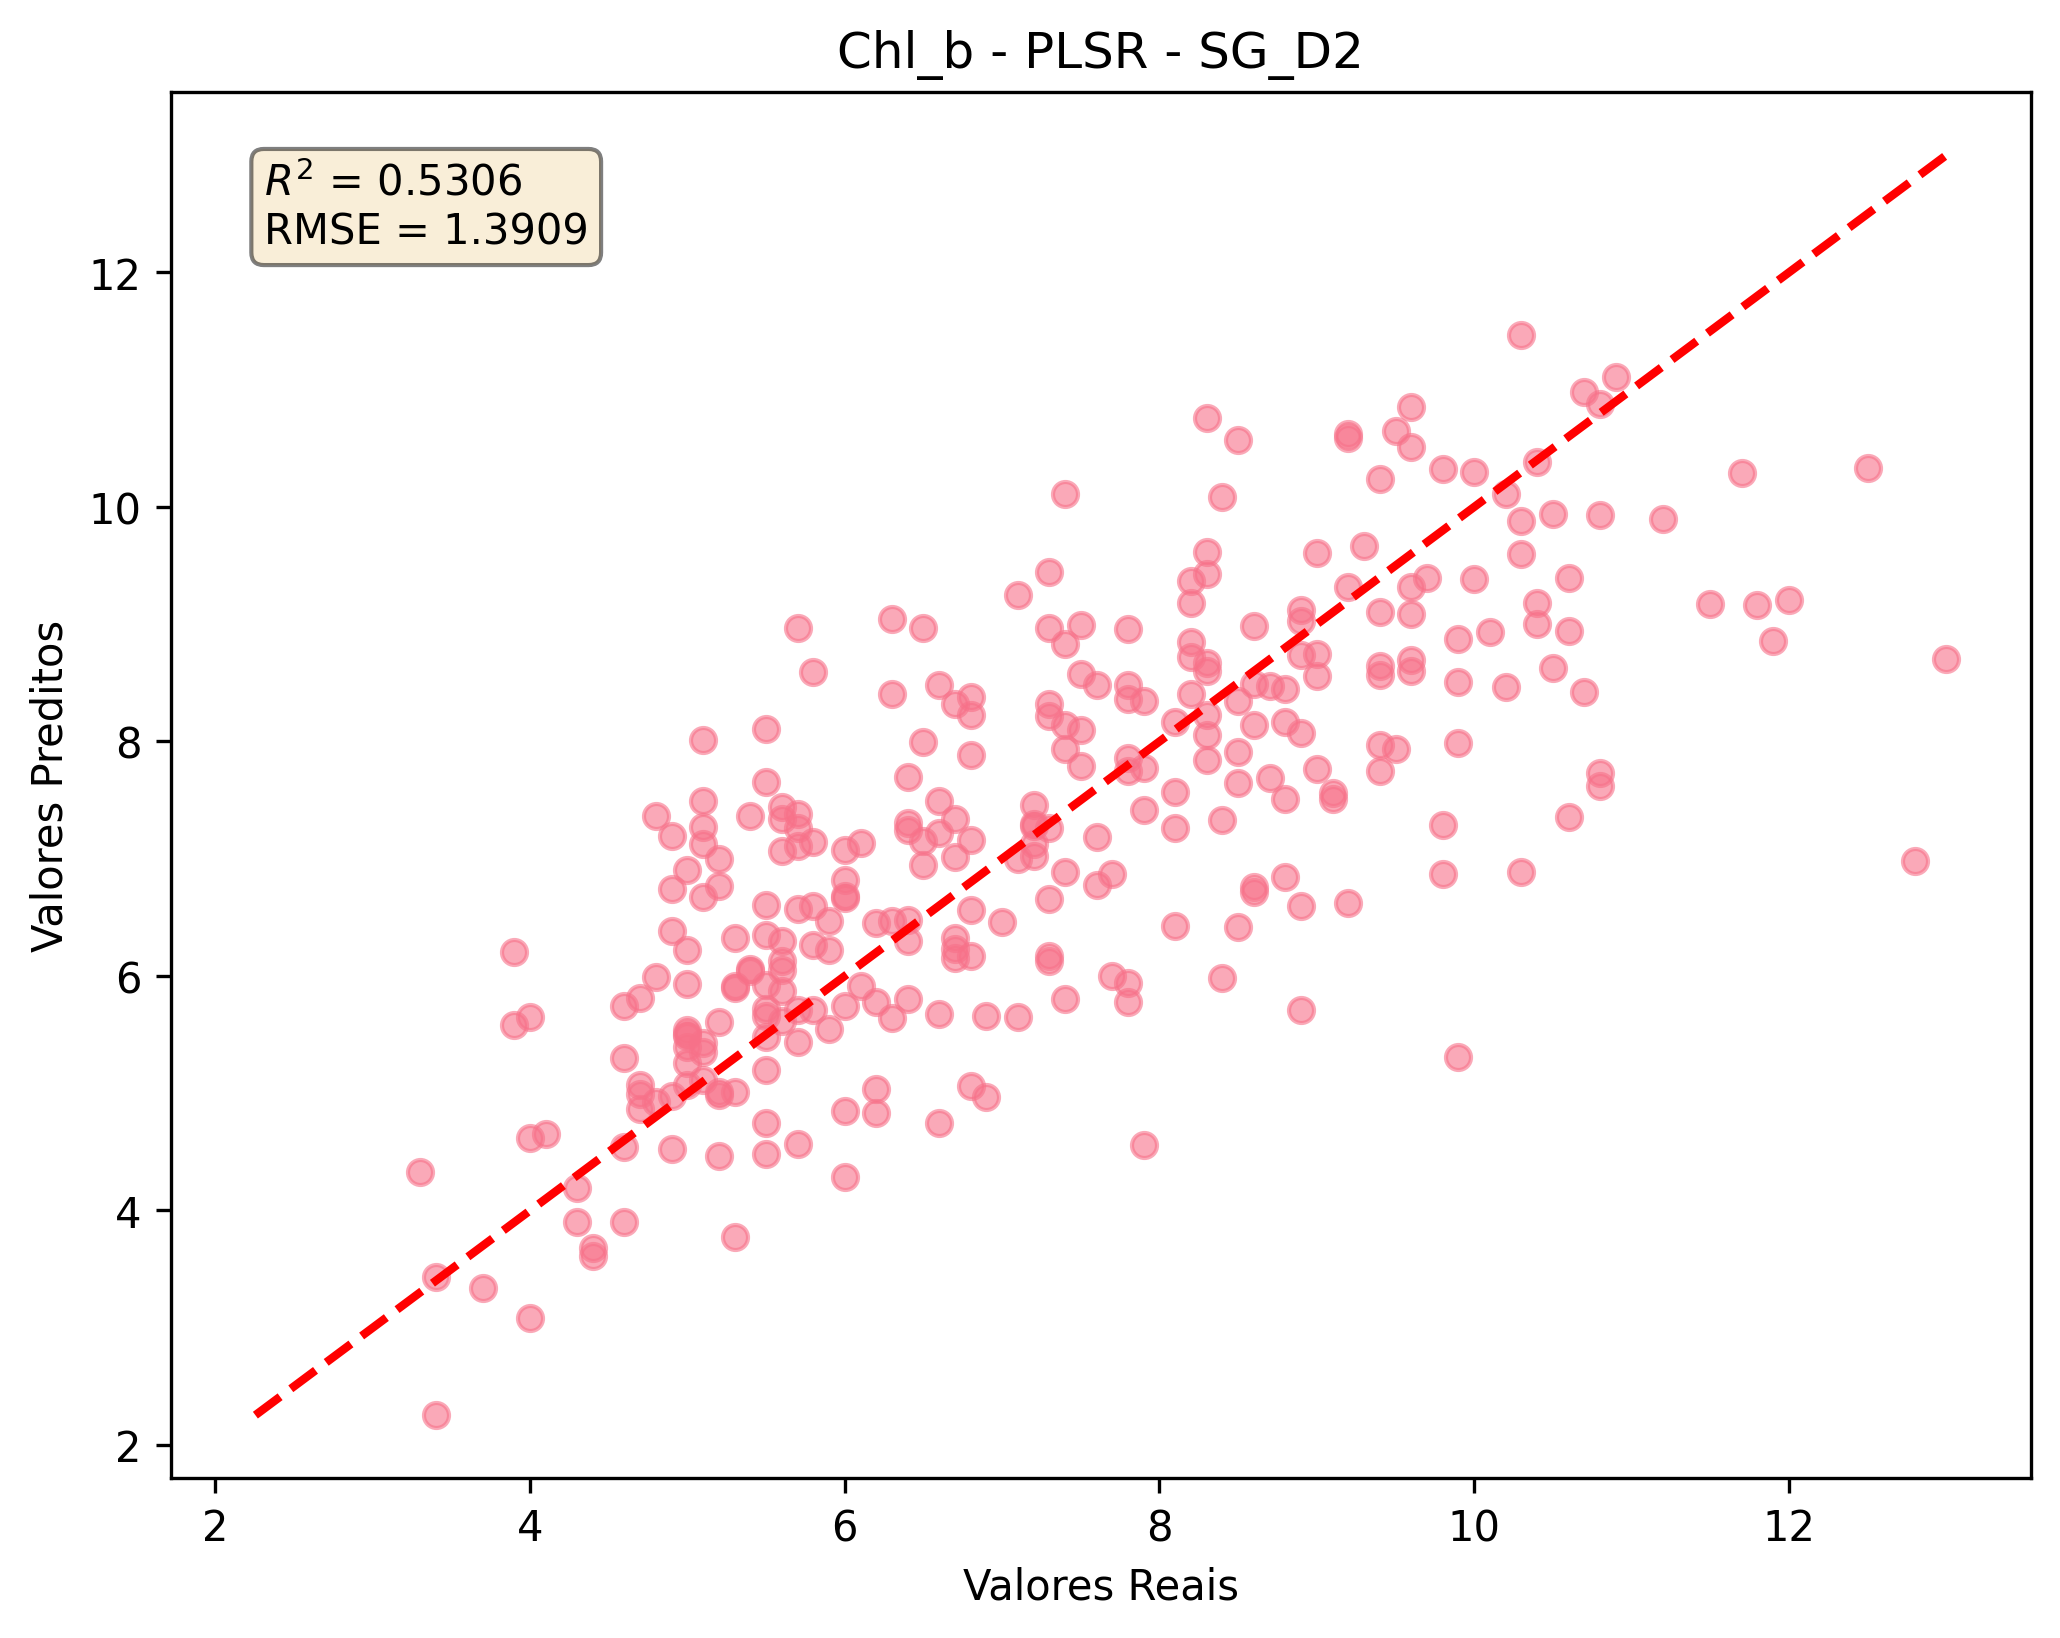 Chl_b - PLSR - SG_D2
R² = 0.5306
RMSE = 1.3909
12
10
8
6
4
2
Valores Preditos
2 4 6 8 10 12
Valores Reais